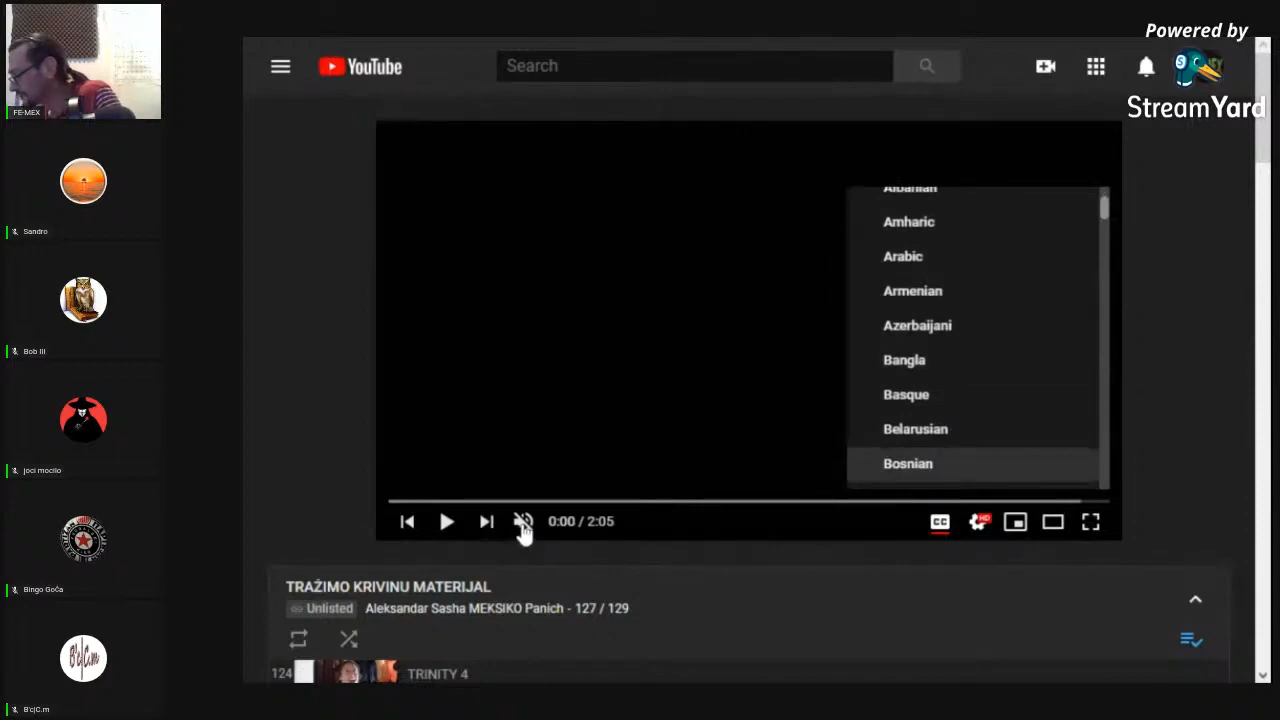 Powered by
StreamYard
YouTube
Search
FE-MEX
Sandro
Bob III
joci mocilo
Bingo Goča
B'c|C.m
Albanian
Amharic
Arabic
Armenian
Azerbaijani
Bangla
Basque
Belarusian
Bosnian
0:00 / 2:05
CC
HD
TRAŽIMO KRIVINU MATERIJAL
Unlisted Aleksandar Sasha MEKSIKO Panich - 127 / 129
124 TRINITY 4